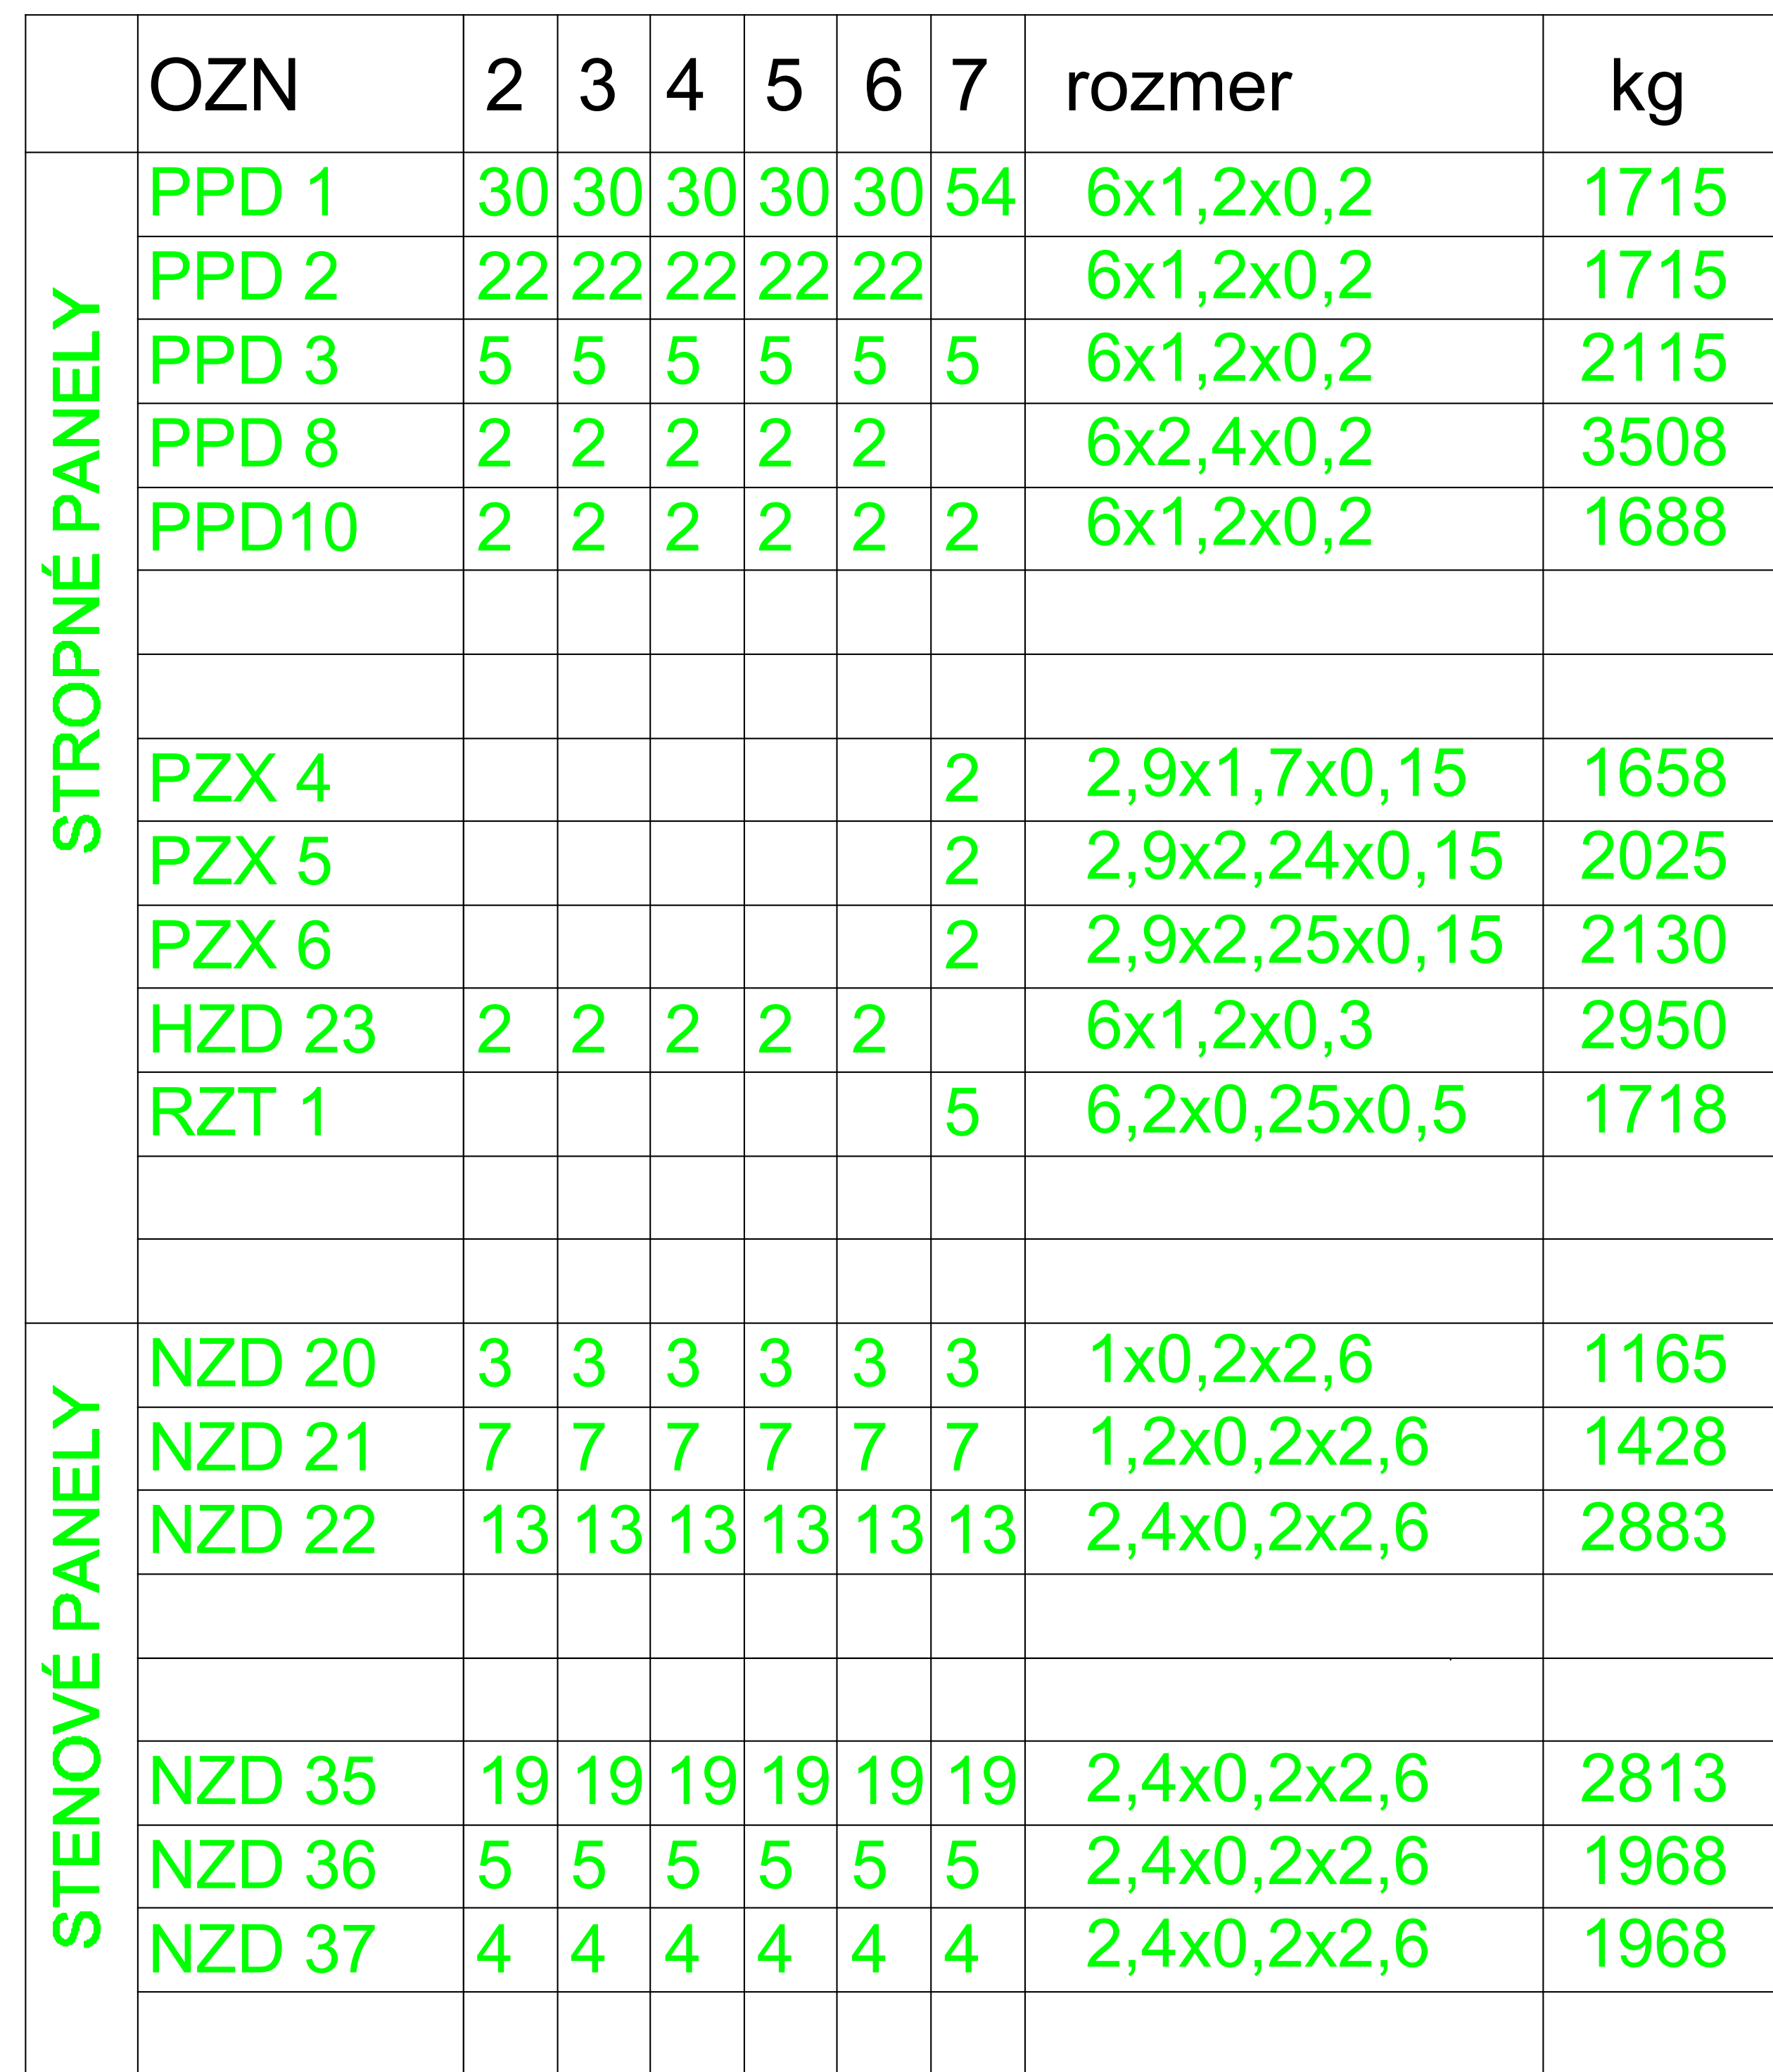 OZN 2 3 4 5 6 7 rozmer kg
STROPNÉ PANELY
PPD 1 30 30 30 30 30 54 6x1,2x0,2 1715
PPD 2 22 22 22 22 22 6x1,2x0,2 1715
PPD 3 5 5 5 5 5 5 6x1,2x0,2 2115
PPD 8 2 2 2 2 2 6x2,4x0,2 3508
PPD10 2 2 2 2 2 2 6x1,2x0,2 1688
PZX 4 2 2,9x1,7x0,15 1658
PZX 5 2 2,9x2,24x0,15 2025
PZX 6 2 2,9x2,25x0,15 2130
HZD 23 2 2 2 2 2 6x1,2x0,3 2950
RZT 1 5 6,2x0,25x0,5 1718
STENOVÉ PANELY
NZD 20 3 3 3 3 3 3 1x0,2x2,6 1165
NZD 21 7 7 7 7 7 7 1,2x0,2x2,6 1428
NZD 22 13 13 13 13 13 13 2,4x0,2x2,6 2883
NZD 35 19 19 19 19 19 19 2,4x0,2x2,6 2813
NZD 36 5 5 5 5 5 5 2,4x0,2x2,6 1968
NZD 37 4 4 4 4 4 4 2,4x0,2x2,6 1968